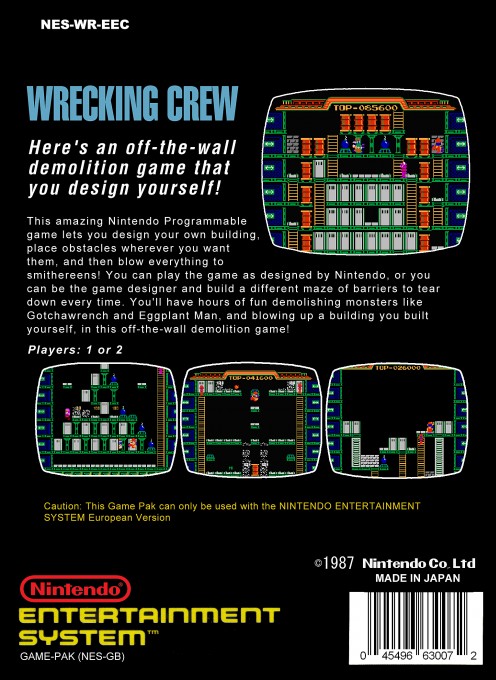 NES-WR-EEC
WRECKING CREW
Here's an off-the-wall
demolition game that
you design yourself!
TOP-085600
This amazing Nintendo Programmable
game lets you design your own building,
place obstacles wherever you want
them, and then blow everything to
smithereens! You can play the game as designed by Nintendo, or you
can be the game designer and build a different maze of barriers to tear
down every time. You'll have hours of fun demolishing monsters like
Gotchawrench and Eggplant Man, and blowing up a building you built
yourself, in this off-the-wall demolition game!
Players: 1 or 2
TOP-041600
TOP-026000
Caution: This Game Pak can only be used with the NINTENDO ENTERTAINMENT
SYSTEM European Version
©1987 Nintendo Co, Ltd
MADE IN JAPAN
Nintendo®
ENTERTAINMENT
SYSTEM™
GAME-PAK (NES-GB)
0 45496 63007 2